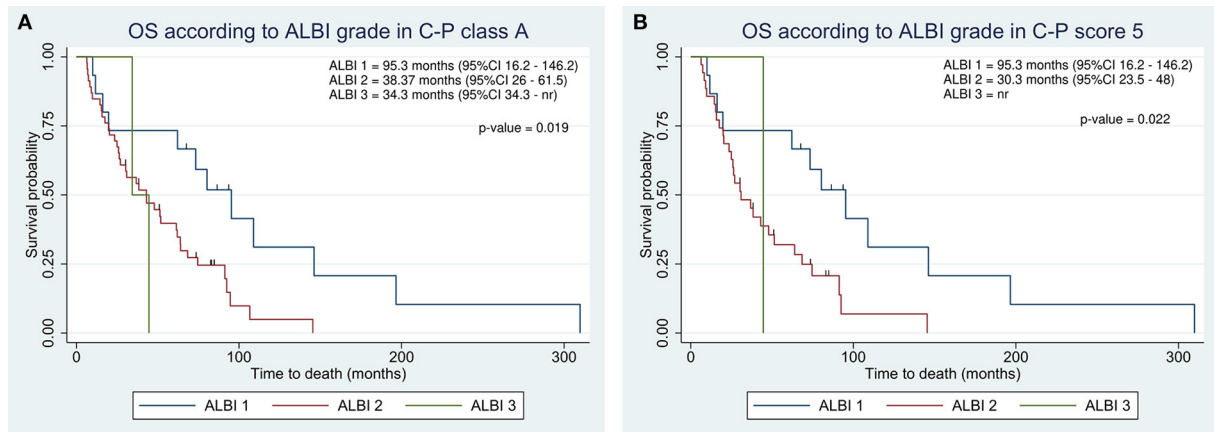 A
OS according to ALBI grade in C-P class A
ALBI 1 = 95.3 months (95%CI 16.2 - 146.2)
ALBI 2 = 38.37 months (95%CI 26 - 61.5)
ALBI 3 = 34.3 months (95%CI 34.3 - nr)
p-value = 0.019
Survival probability
1.00
0.75
0.50
0.25
0.00
0
100
200
300
Time to death (months)
ALBI 1
ALBI 2
ALBI 3
B
OS according to ALBI grade in C-P score 5
ALBI 1 = 95.3 months (95%CI 16.2 - 146.2)
ALBI 2 = 30.3 months (95%CI 23.5 - 48)
ALBI 3 = nr
p-value = 0.022
Survival probability
1.00
0.75
0.50
0.25
0.00
0
100
200
300
Time to death (months)
ALBI 1
ALBI 2
ALBI 3